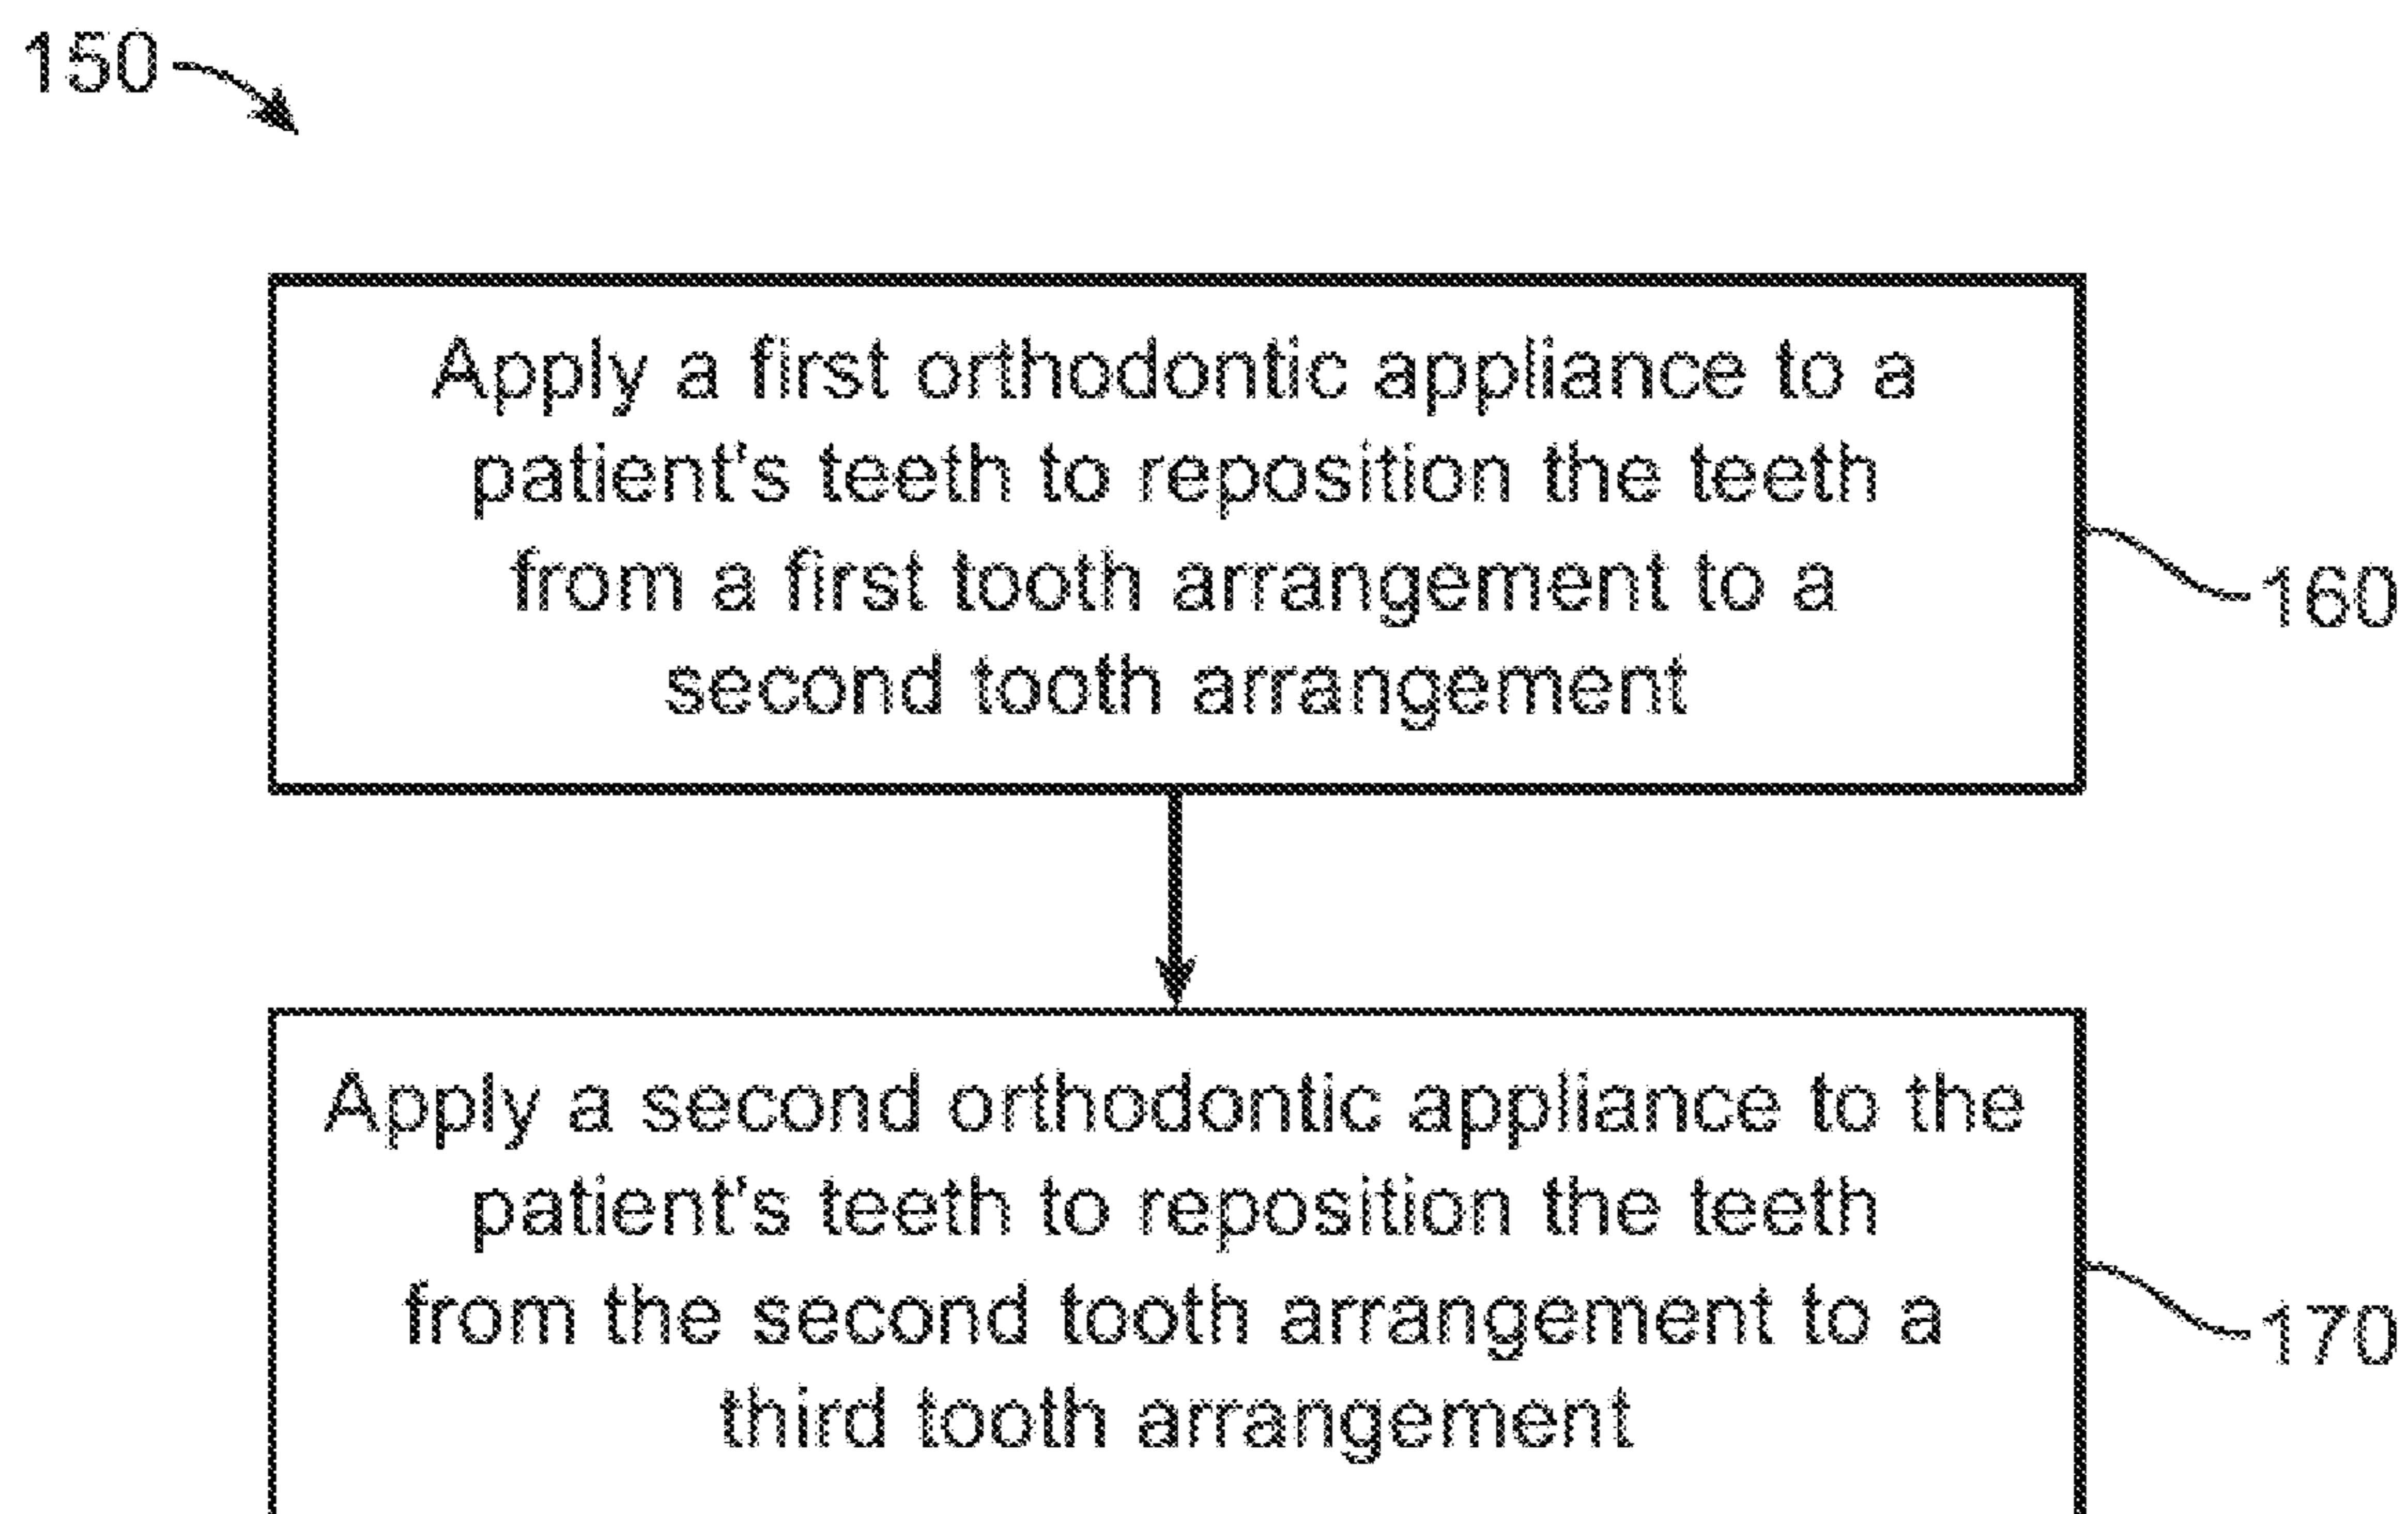 150
Apply a first orthodontic appliance to a
patient's teeth to reposition the teeth
from a first tooth arrangement to a
second tooth arrangement
160
Apply a second orthodontic appliance to the
patient's teeth to reposition the teeth
from the second tooth arrangement to a
third tooth arrangement
170